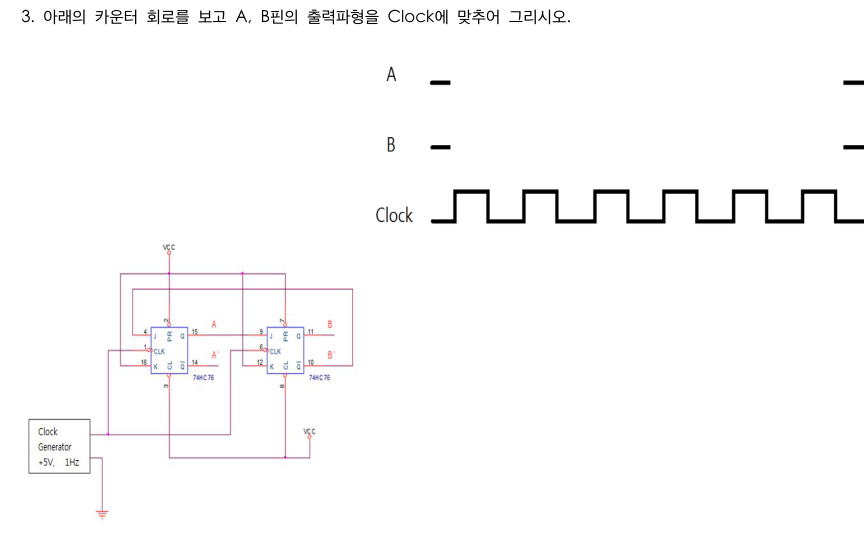 3. 아래의 카운터 회로를 보고 A, B핀의 출력파형을 Clock에 맞추어 그리시오.
A
B
Clock
VCC
2
7
4
J
PR
Q
15
A
9
J
PR
Q
11
B
1
CLK
6
CLK
16
K
CL
Q
14
A'
12
K
CL
Q
10
B'
3
74HC76
8
74HC76
VCC
Clock
Generator
+5V, 1Hz